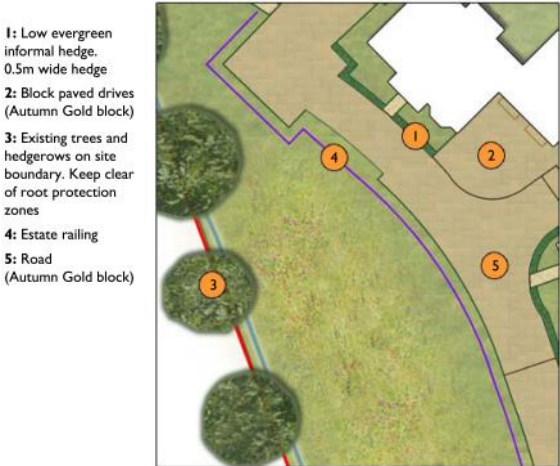 1: Low evergreen
informal hedge.
0.5m wide hedge
2: Block paved drives
(Autumn Gold block)
3: Existing trees and
hedgerows on site
boundary. Keep clear
of root protection
zones
4: Estate railing
5: Road
(Autumn Gold block)
1
2
4
5
3